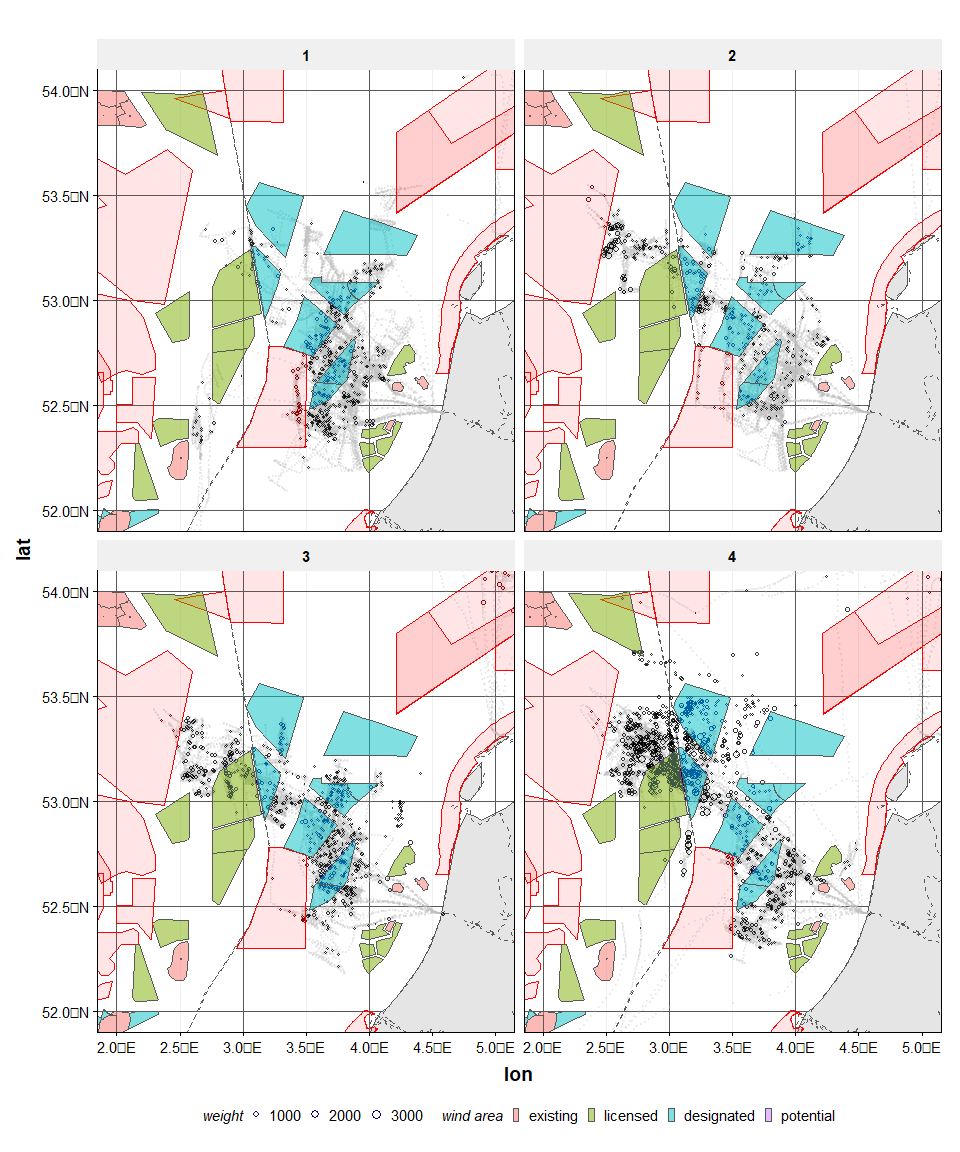 1
2
54.0□N
53.5□N
53.0□N
52.5□N
52.0□N
lat
3
4
54.0□N
53.5□N
53.0□N
52.5□N
52.0□N
2.0□E 2.5□E 3.0□E 3.5□E 4.0□E 4.5□E 5.0□E 2.0□E 2.5□E 3.0□E 3.5□E 4.0□E 4.5□E 5.0□E
lon
weight 1000 2000 3000 wind area existing licensed designated potential